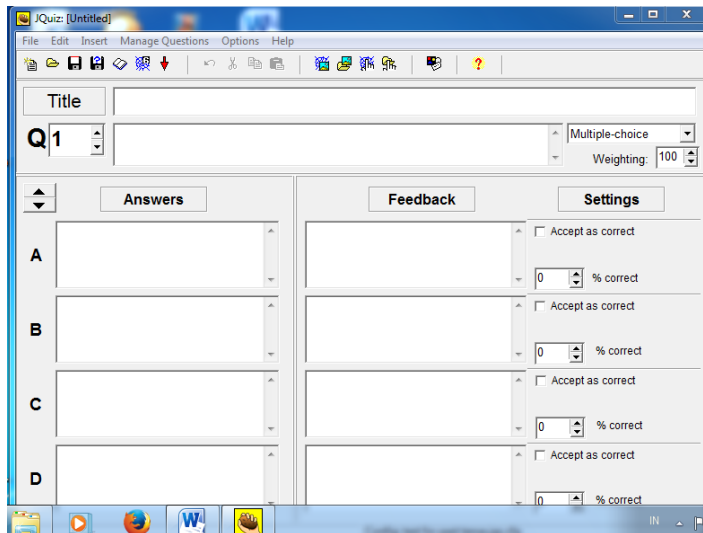 JQuiz: [Untitled]
File Edit Insert Manage Questions Options Help
Title
Q 1
Multiple-choice
Weighting: 100
Answers Feedback Settings
A
Accept as correct
0 % correct
B
Accept as correct
0 % correct
C
Accept as correct
0 % correct
D
Accept as correct
0 % correct
IN